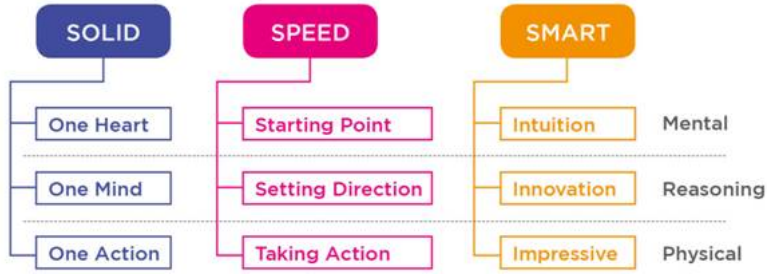 SOLID SPEED SMART
One Heart Starting Point Intuition Mental
One Mind Setting Direction Innovation Reasoning
One Action Taking Action Impressive Physical